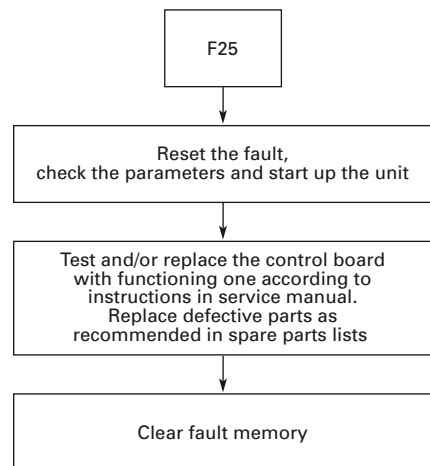 F25
Reset the fault,
check the parameters and start up the unit
Test and/or replace the control board
with functioning one according to
instructions in service manual.
Replace defective parts as
recommended in spare parts lists
Clear fault memory